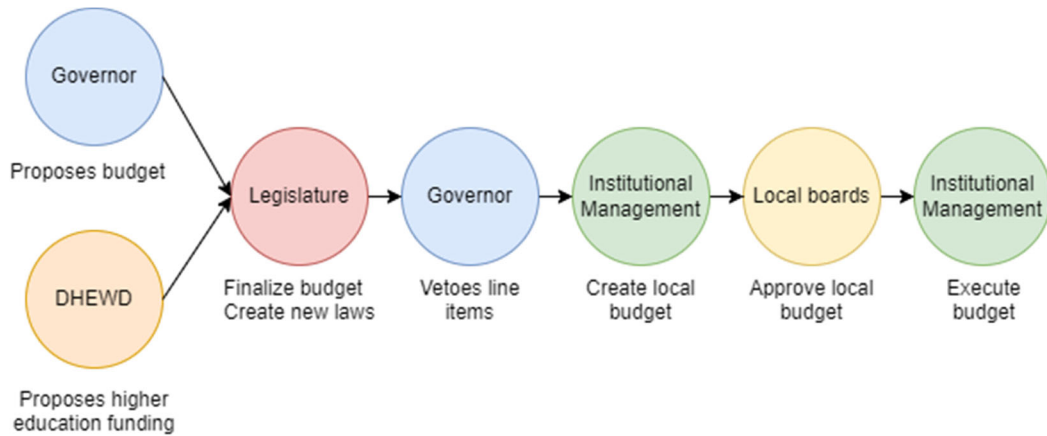 Governor
Proposes budget
DHEWD
Proposes higher
education funding
Legislature
Finalize budget
Create new laws
Governor
Vetoes line
items
Institutional
Management
Create local
budget
Local boards
Approve local
budget
Institutional
Management
Execute
budget